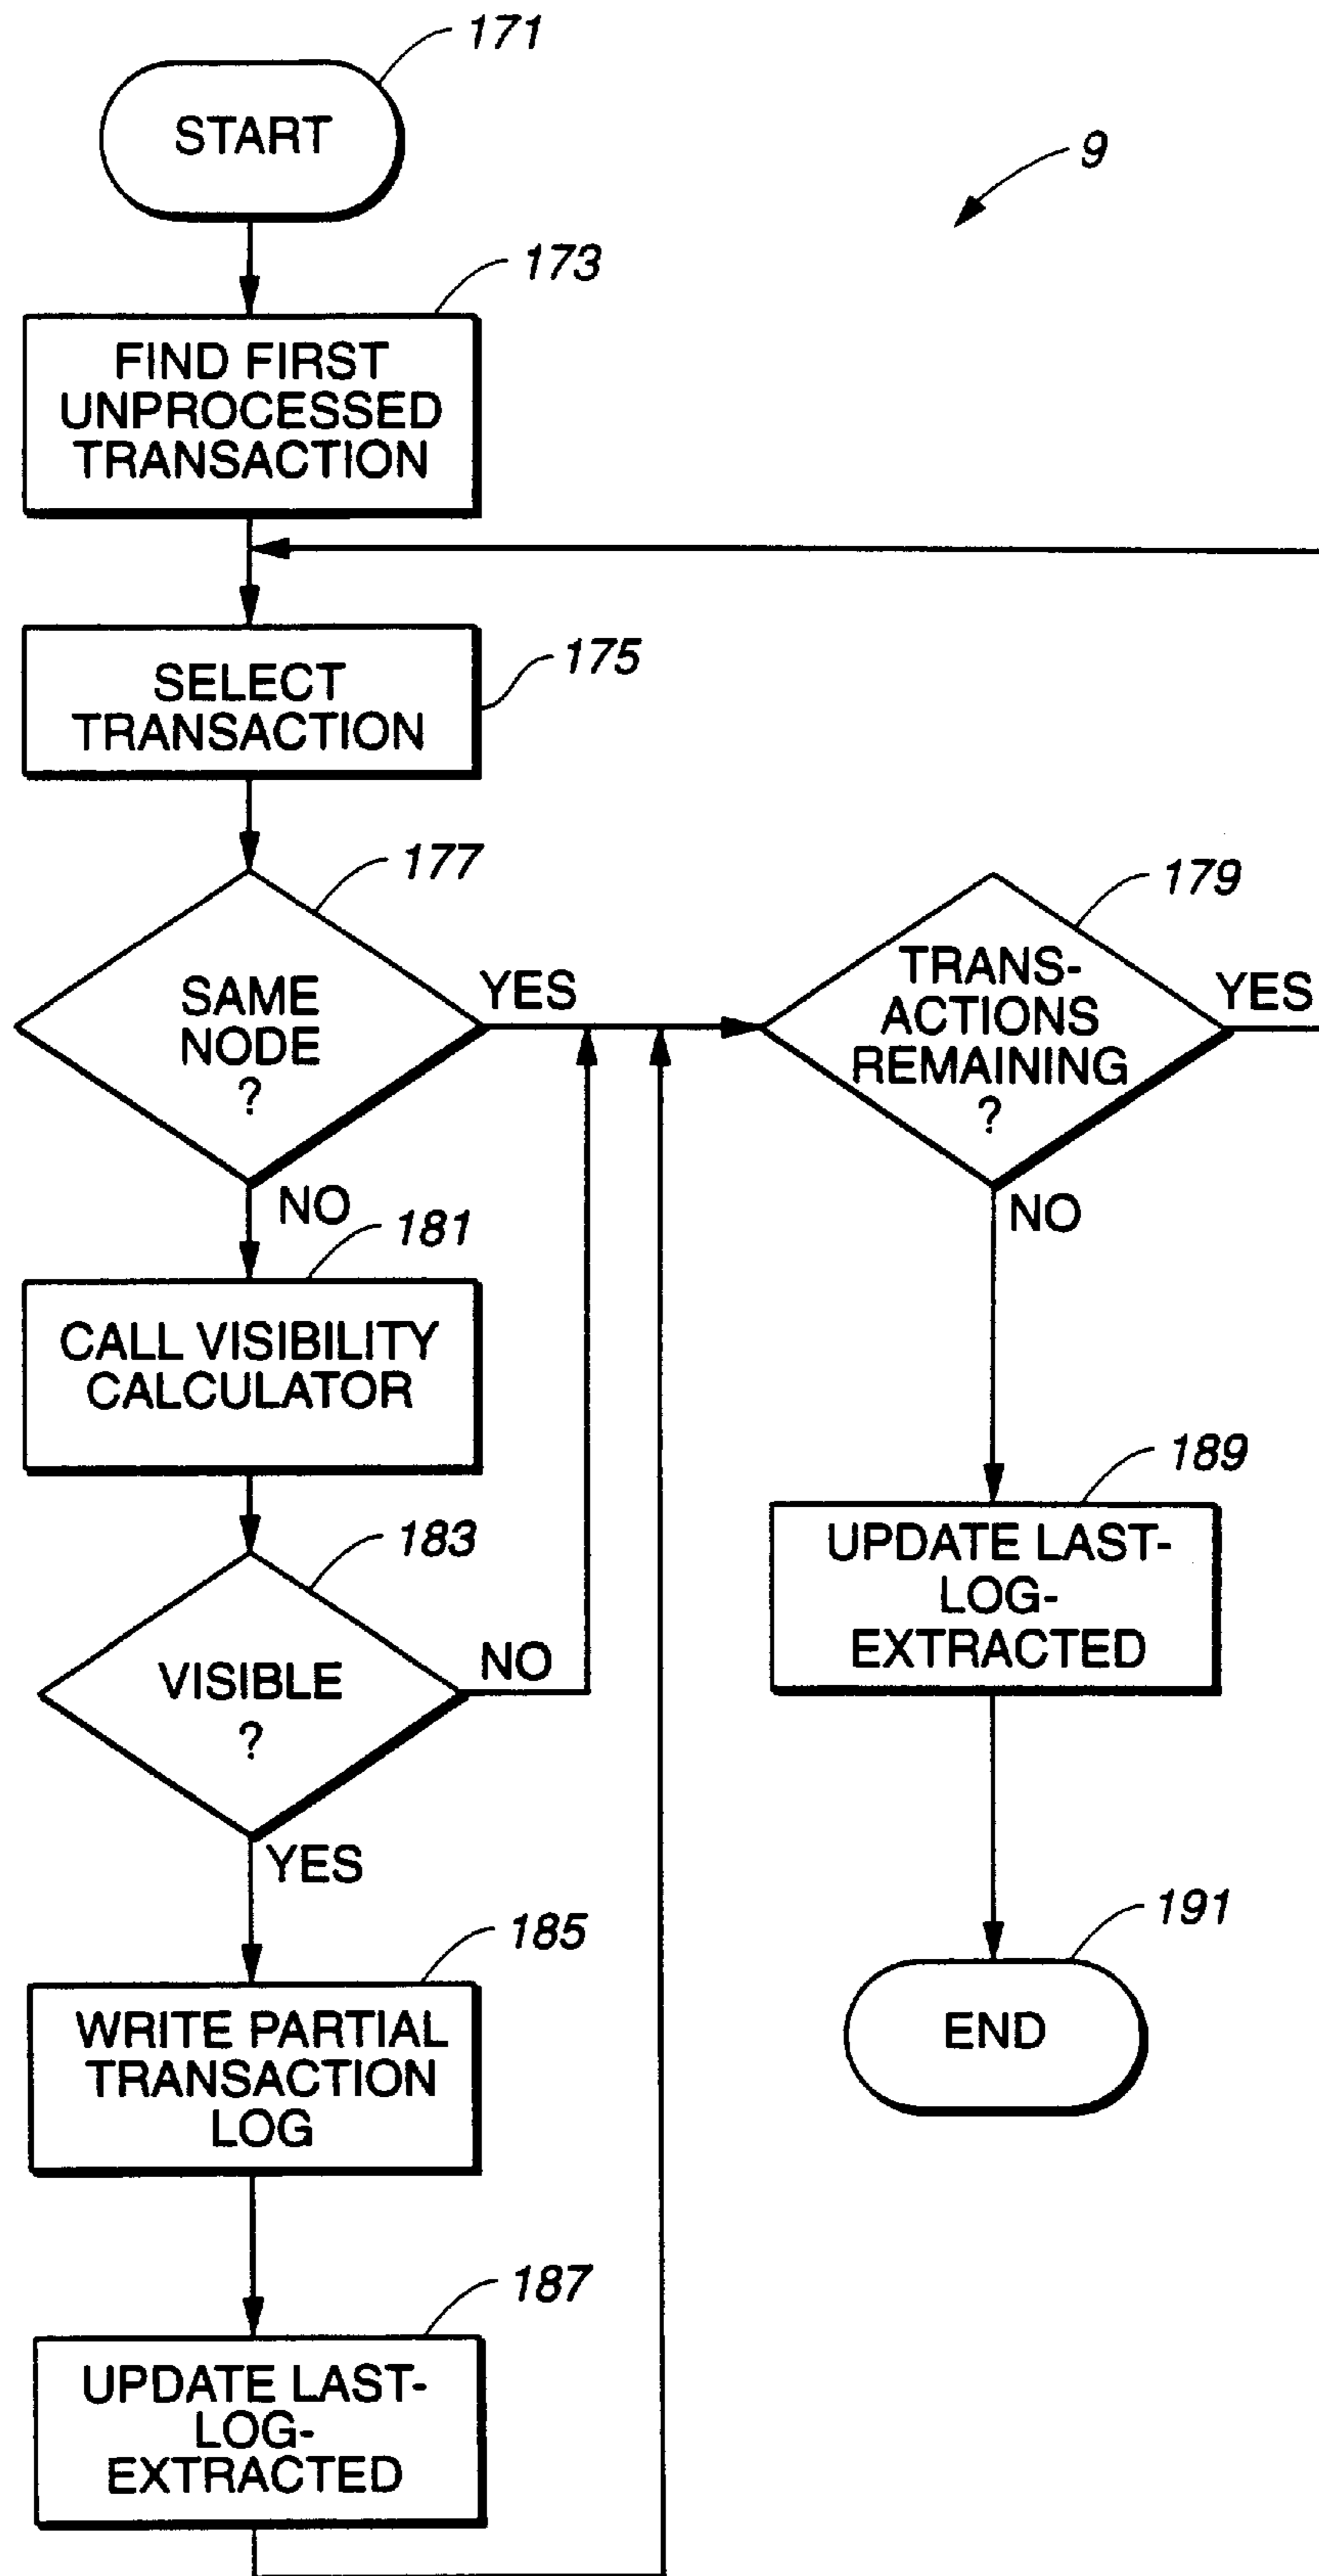 171
START
9
173
FIND FIRST
UNPROCESSED
TRANSACTION
175
SELECT
TRANSACTION
177
SAME
NODE
?
YES
NO
179
TRANS-
ACTIONS
REMAINING
?
YES
NO
181
CALL VISIBILITY
CALCULATOR
183
VISIBLE
?
NO
YES
189
UPDATE LAST-
LOG-
EXTRACTED
185
WRITE PARTIAL
TRANSACTION
LOG
191
END
187
UPDATE LAST-
LOG-
EXTRACTED